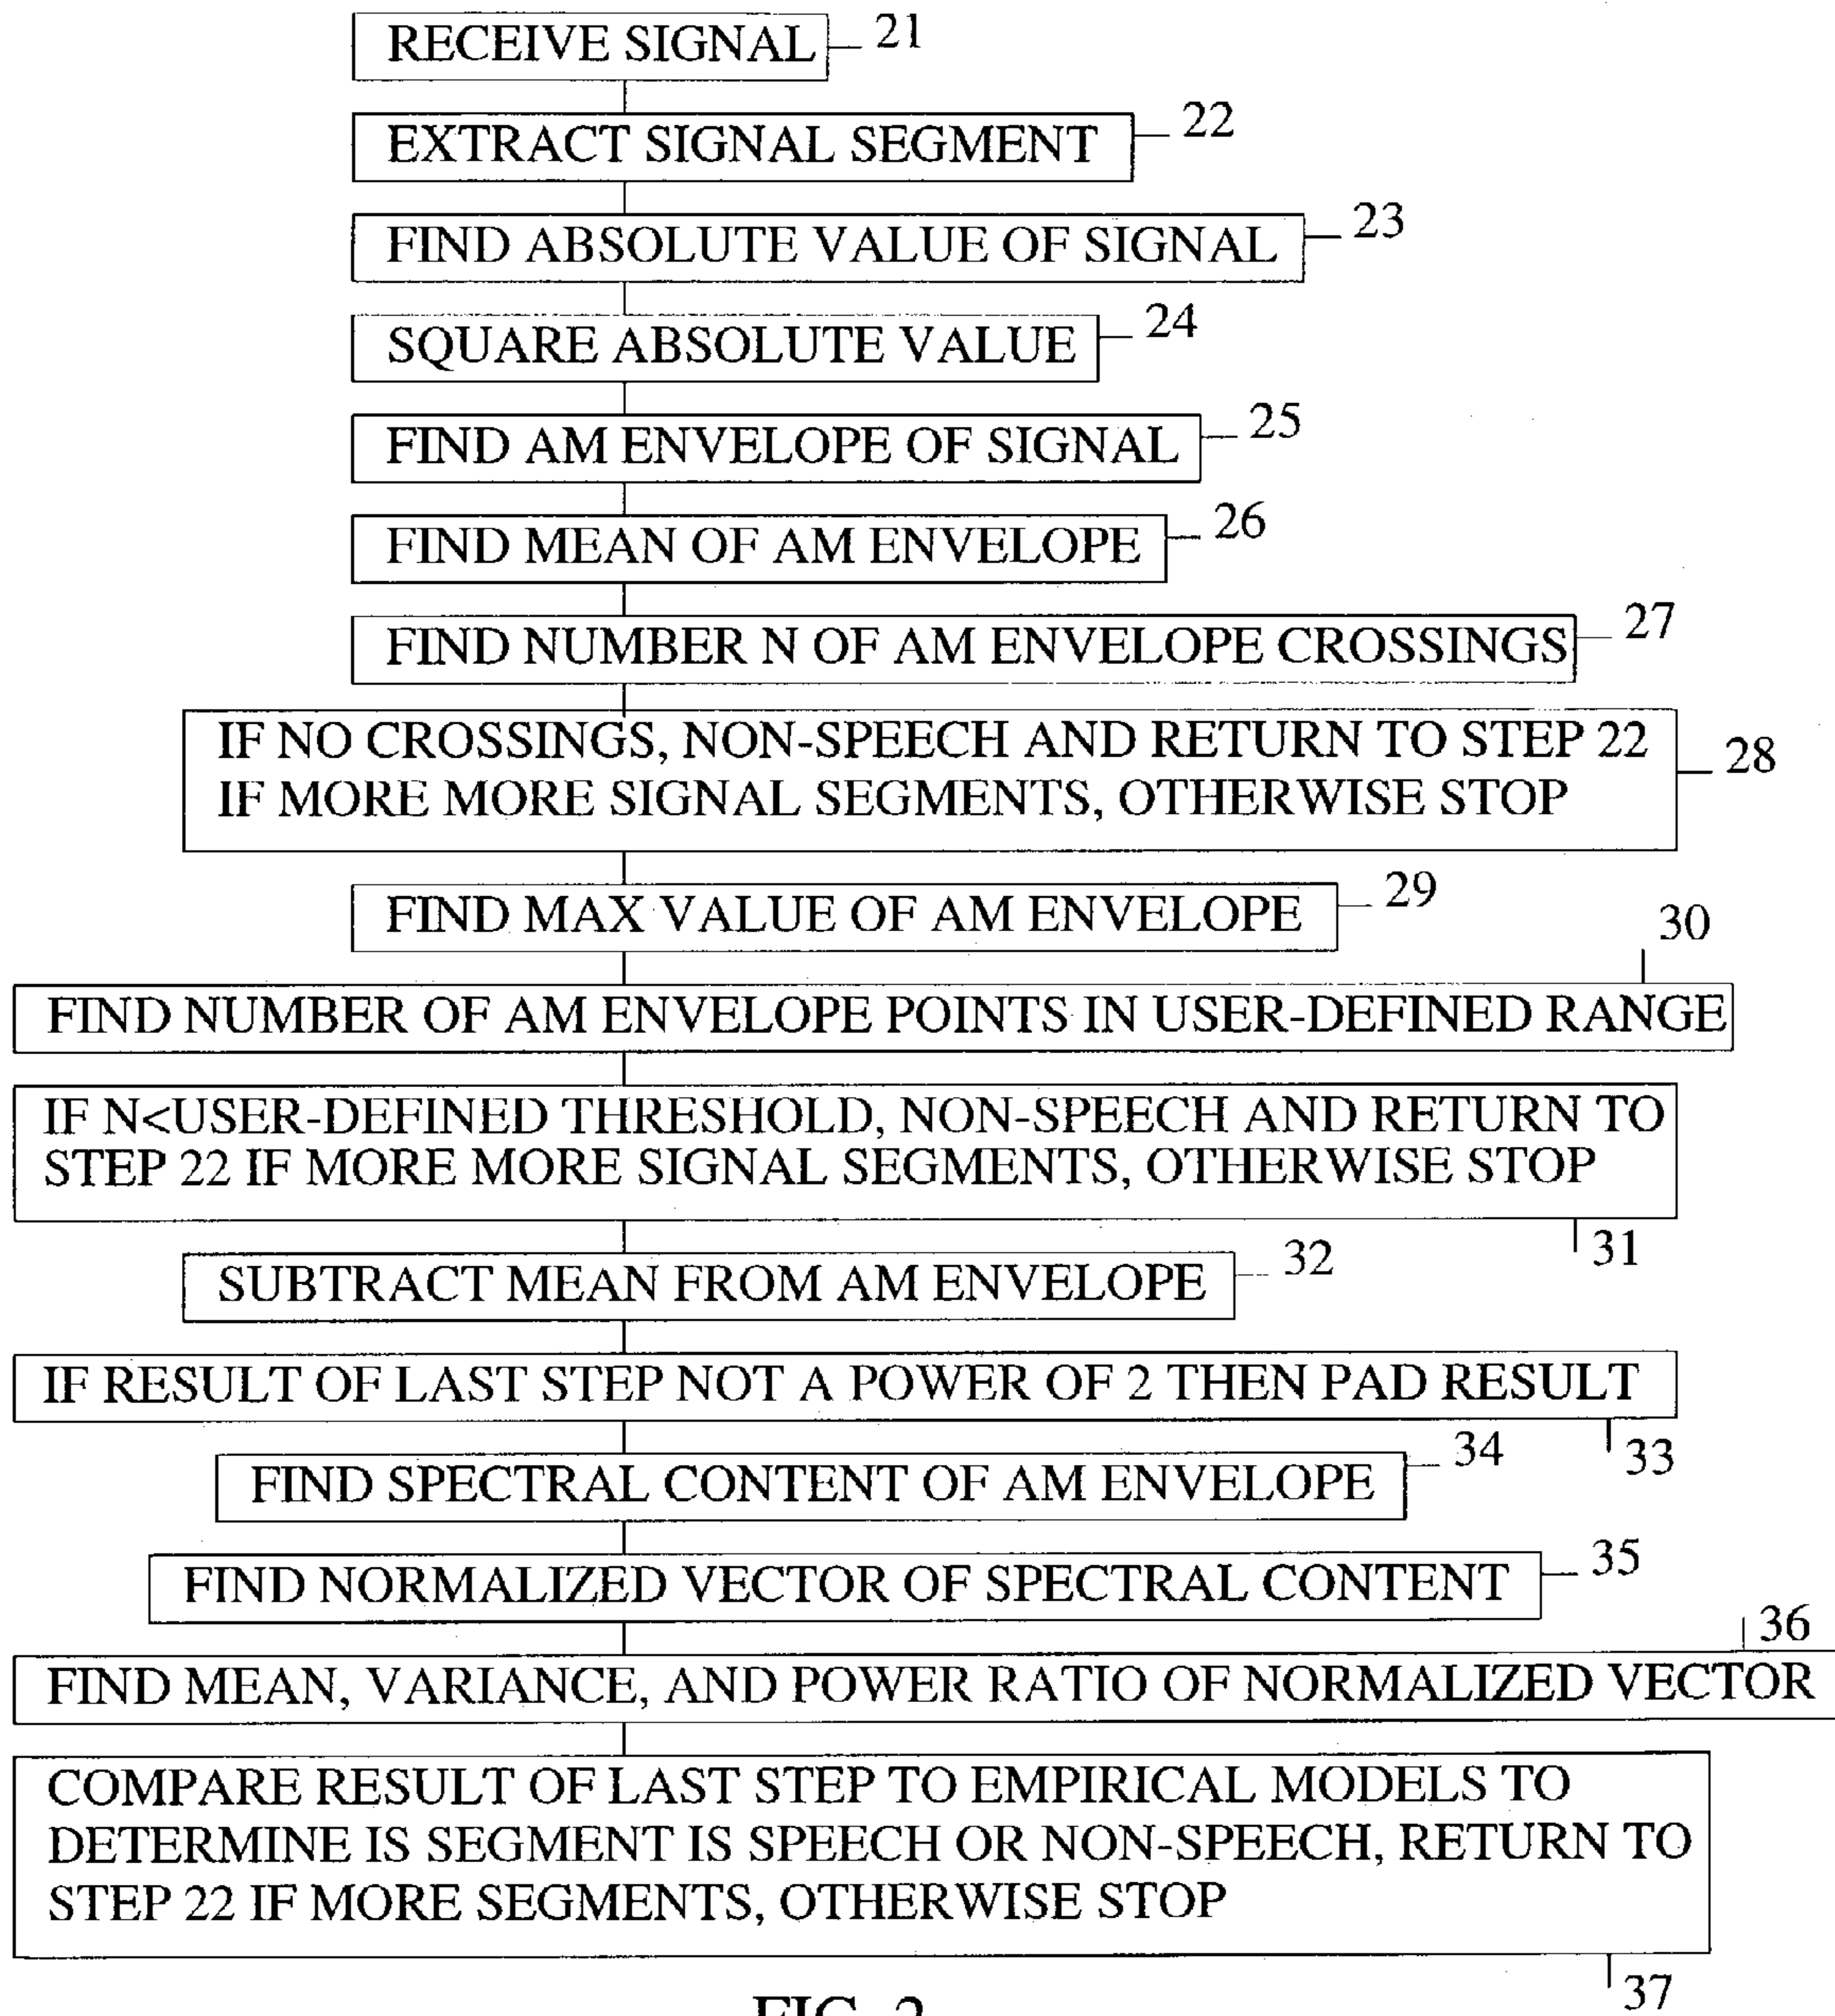 RECEIVE SIGNAL 21
EXTRACT SIGNAL SEGMENT 22
FIND ABSOLUTE VALUE OF SIGNAL 23
SQUARE ABSOLUTE VALUE 24
FIND AM ENVELOPE OF SIGNAL 25
FIND MEAN OF AM ENVELOPE 26
FIND NUMBER N OF AM ENVELOPE CROSSINGS 27
IF NO CROSSINGS, NON-SPEECH AND RETURN TO STEP 22
IF MORE MORE SIGNAL SEGMENTS, OTHERWISE STOP
28
FIND MAX VALUE OF AM ENVELOPE 29
30
FIND NUMBER OF AM ENVELOPE POINTS IN USER-DEFINED RANGE
IF N<USER-DEFINED THRESHOLD, NON-SPEECH AND RETURN TO
STEP 22 IF MORE MORE SIGNAL SEGMENTS, OTHERWISE STOP
31
SUBTRACT MEAN FROM AM ENVELOPE 32
IF RESULT OF LAST STEP NOT A POWER OF 2 THEN PAD RESULT
33
FIND SPECTRAL CONTENT OF AM ENVELOPE 34
FIND NORMALIZED VECTOR OF SPECTRAL CONTENT 35
36
FIND MEAN, VARIANCE, AND POWER RATIO OF NORMALIZED VECTOR
COMPARE RESULT OF LAST STEP TO EMPIRICAL MODELS TO
DETERMINE IS SEGMENT IS SPEECH OR NON-SPEECH, RETURN TO
STEP 22 IF MORE SEGMENTS, OTHERWISE STOP
37
FIG. 2